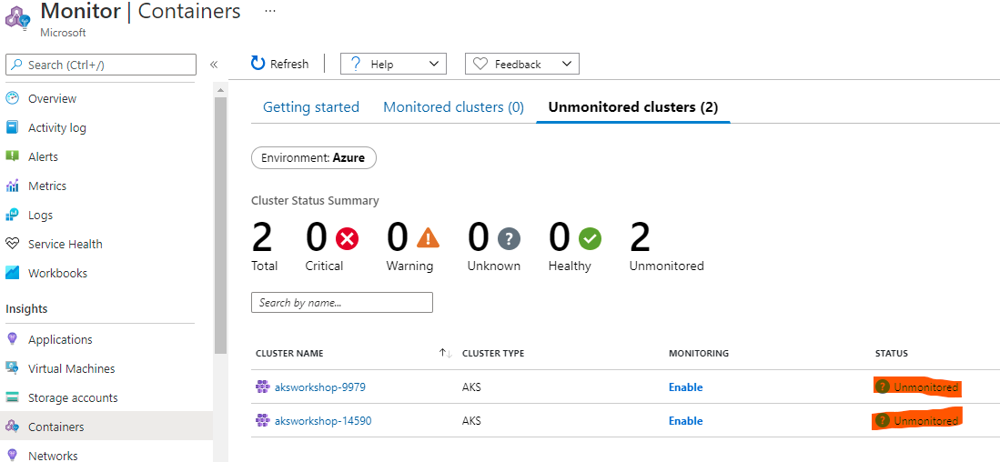 Monitor | Containers ...
Microsoft
Search (Ctrl+/)
«
Refresh
Help
Feedback
Overview
Activity log
Alerts
Metrics
Logs
Service Health
Workbooks
Insights
Applications
Virtual Machines
Storage accounts
Containers
Networks
Getting started Monitored clusters (0) Unmonitored clusters (2)
Environment: Azure
Cluster Status Summary
2 0 0 0 0 2
Total Critical Warning Unknown Healthy Unmonitored
Search by name...
CLUSTER NAME CLUSTER TYPE MONITORING STATUS
aksworkshop-9979 AKS Enable Unmonitored
aksworkshop-14590 AKS Enable Unmonitored